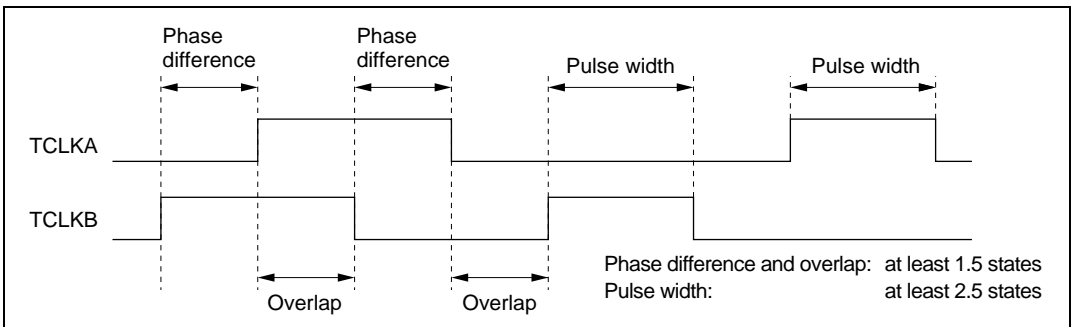 Phase difference
Phase difference
Pulse width
Pulse width
TCLKA
TCLKB
Overlap
Overlap
Phase difference and overlap: at least 1.5 states
Pulse width: at least 2.5 states